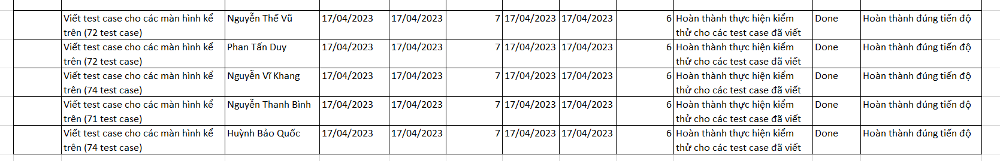 Viết test case cho các màn hình kể Nguyễn Thế Vũ 17/04/2023 17/04/2023 7 17/04/2023 17/04/2023 6 Hoàn thành thực hiện kiểm Done Hoàn thành đúng tiến độ
trên (72 test case) thử cho các test case đã viết
Viết test case cho các màn hình kể Phan Tấn Duy 17/04/2023 17/04/2023 7 17/04/2023 17/04/2023 6 Hoàn thành thực hiện kiểm Done Hoàn thành đúng tiến độ
trên (72 test case) thử cho các test case đã viết
Viết test case cho các màn hình kể Nguyễn Vĩ Khang 17/04/2023 17/04/2023 7 17/04/2023 17/04/2023 6 Hoàn thành thực hiện kiểm Done Hoàn thành đúng tiến độ
trên (74 test case) thử cho các test case đã viết
Viết test case cho các màn hình kể Nguyễn Thanh Bình 17/04/2023 17/04/2023 7 17/04/2023 17/04/2023 6 Hoàn thành thực hiện kiểm Done Hoàn thành đúng tiến độ
trên (71 test case) thử cho các test case đã viết
Viết test case cho các màn hình kể Huỳnh Bảo Quốc 17/04/2023 17/04/2023 7 17/04/2023 17/04/2023 6 Hoàn thành thực hiện kiểm Done Hoàn thành đúng tiến độ
trên (74 test case) thử cho các test case đã viết